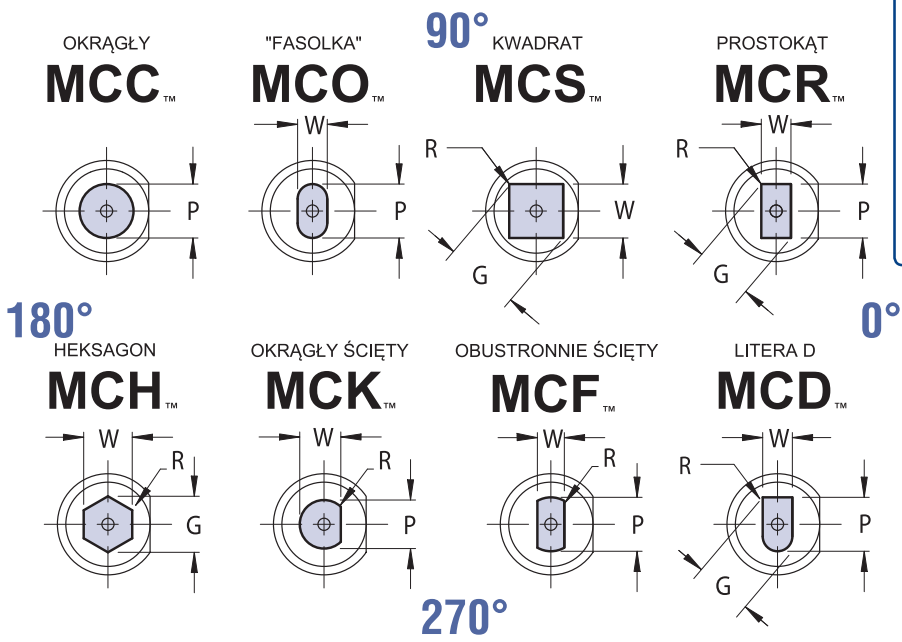 90°
OKRĄGŁY
MCC™
P
"FASOLKA"
MCO™
W
P
KWADRAT
MCS™
R
W
G
PROSTOKĄT
MCR™
W
R
P
G
180°
0°
HEKSAGON
MCH™
W
R
G
OKRĄGŁY ŚCIĘTY
MCK™
W
R
P
OBUSTRONNIE ŚCIĘTY
MCF™
W
R
P
LITERA D
MCD™
W
R
P
G
270°